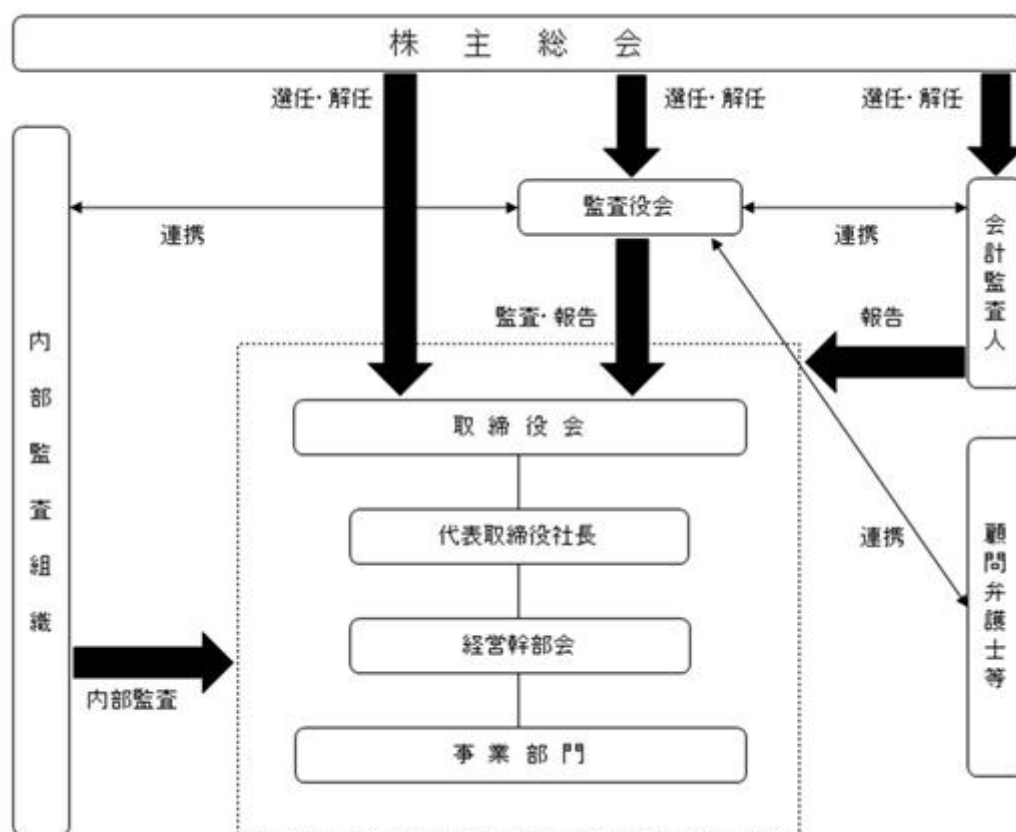 株主総会
選任・解任
選任・解任
選任・解任
監査役会
連携
連携
会計監査人
監査・報告
報告
内部監査組織
取締役会
代表取締役社長
連携
顧問弁護士等
経営幹部会
内部監査
事業部門